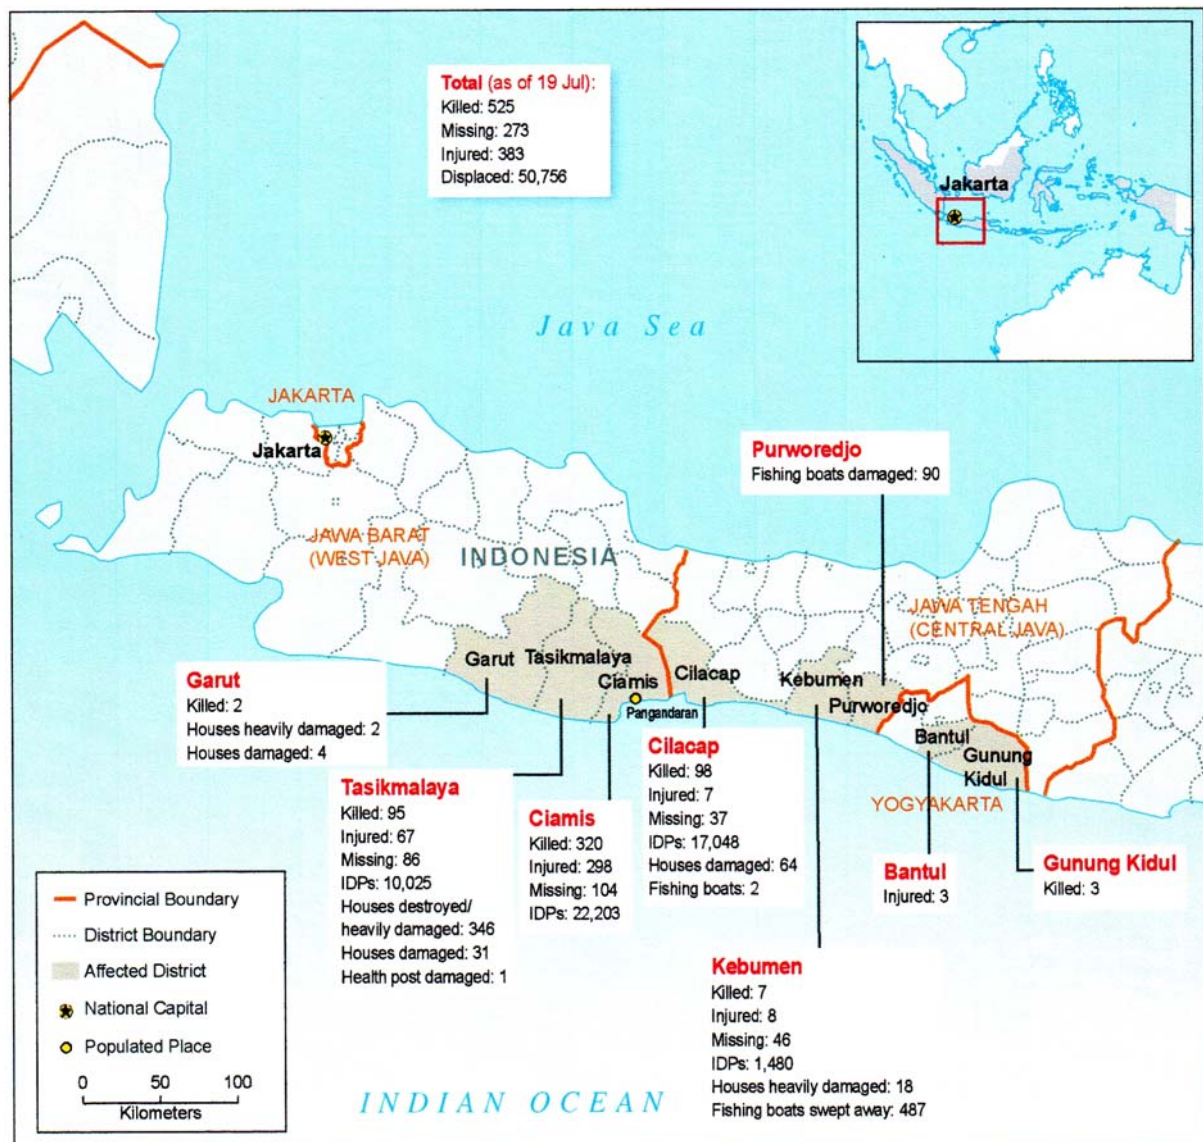 Total (as of 19 Jul):
Killed: 525
Missing: 273
Injured: 383
Displaced: 50,756
Jakarta
Java Sea
JAKARTA
Jakarta
Purworedjo
Fishing boats damaged: 90
JAWA BARAT
(WEST JAVA)
INDONESIA
JAWA TENGAH
(CENTRAL JAVA)
Garut
Tasikmalaya
Ciamis
Pangandaran
Cilacap
Kebumen
Purworedjo
Bantul
Gunung
Kidul
YOGYAKARTA
Garut
Killed: 2
Houses heavily damaged: 2
Houses damaged: 4
Tasikmalaya
Killed: 95
Injured: 67
Missing: 86
IDPs: 10,025
Houses destroyed/
heavily damaged: 346
Houses damaged: 31
Health post damaged: 1
Ciamis
Killed: 320
Injured: 298
Missing: 104
IDPs: 22,203
Cilacap
Killed: 98
Injured: 7
Missing: 37
IDPs: 17,048
Houses damaged: 64
Fishing boats: 2
Kebumen
Killed: 7
Injured: 8
Missing: 46
IDPs: 1,480
Houses heavily damaged: 18
Fishing boats swept away: 487
Bantul
Injured: 3
Gunung Kidul
Killed: 3
Provincial Boundary
District Boundary
Affected District
National Capital
Populated Place
0 50 100
Kilometers
INDIAN OCEAN